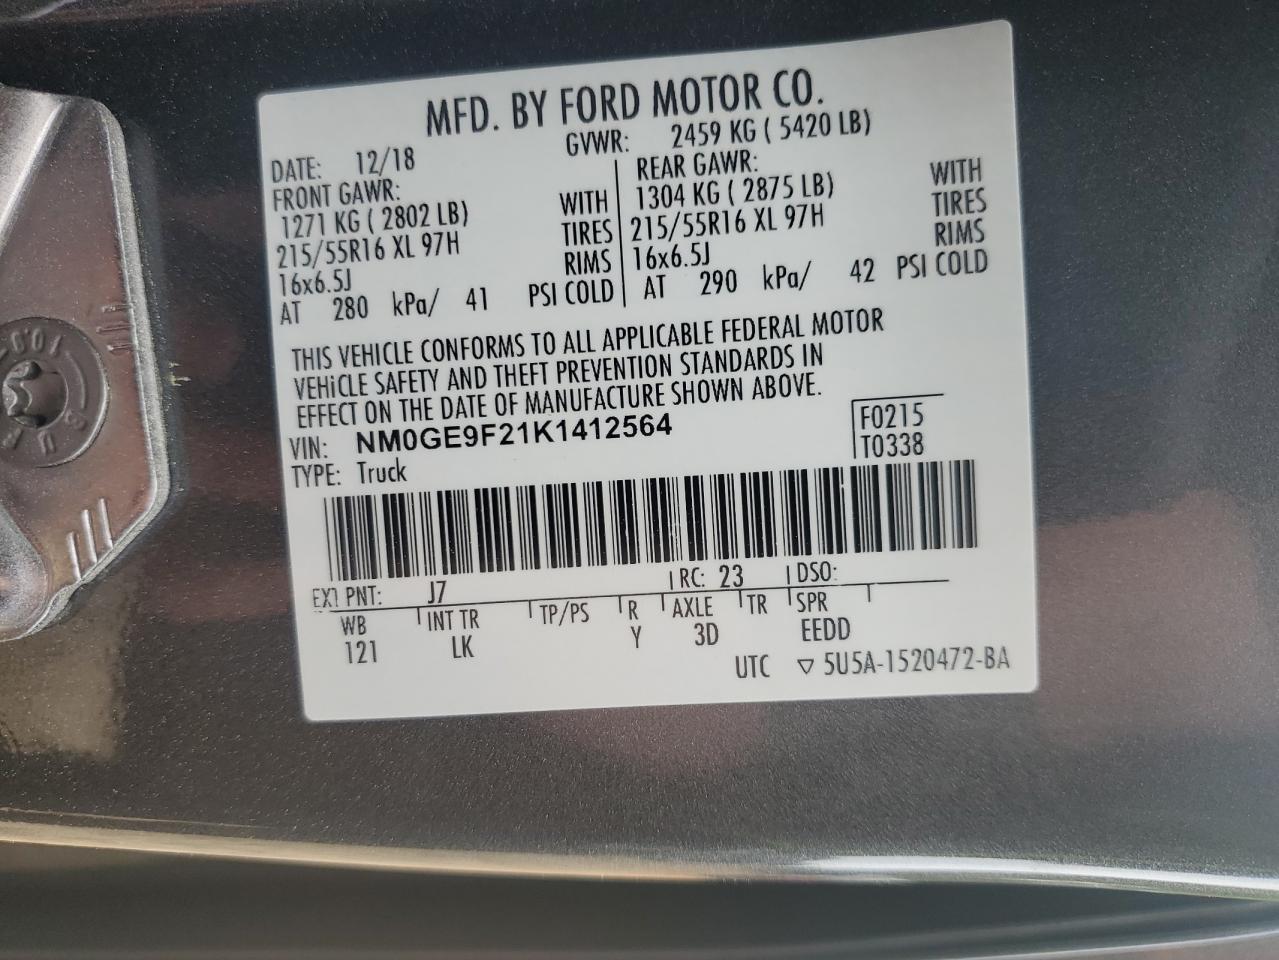 MFD. BY FORD MOTOR CO.
DATE: 12/18 GVWR: 2459 KG ( 5420 LB)
FRONT GAWR: REAR GAWR:
1271 KG ( 2802 LB) WITH 1304 KG ( 2875 LB) WITH
215/55R16 XL 97H TIRES 215/55R16 XL 97H TIRES
16x6.5J RIMS 16x6.5J RIMS
AT 280 kPa/ 41 PSI COLD AT 290 kPa/ 42 PSI COLD
THIS VEHICLE CONFORMS TO ALL APPLICABLE FEDERAL MOTOR
VEHICLE SAFETY AND THEFT PREVENTION STANDARDS IN
EFFECT ON THE DATE OF MANUFACTURE SHOWN ABOVE.
VIN: NM0GE9F21K1412564 F0215
TYPE: Truck T0338
EXT PNT: J7 RC: 23 DSO:
WB INT TR TP/PS R AXLE TR SPR
121 LK Y 3D EEDD
UTC ▽ 5U5A-1520472-BA